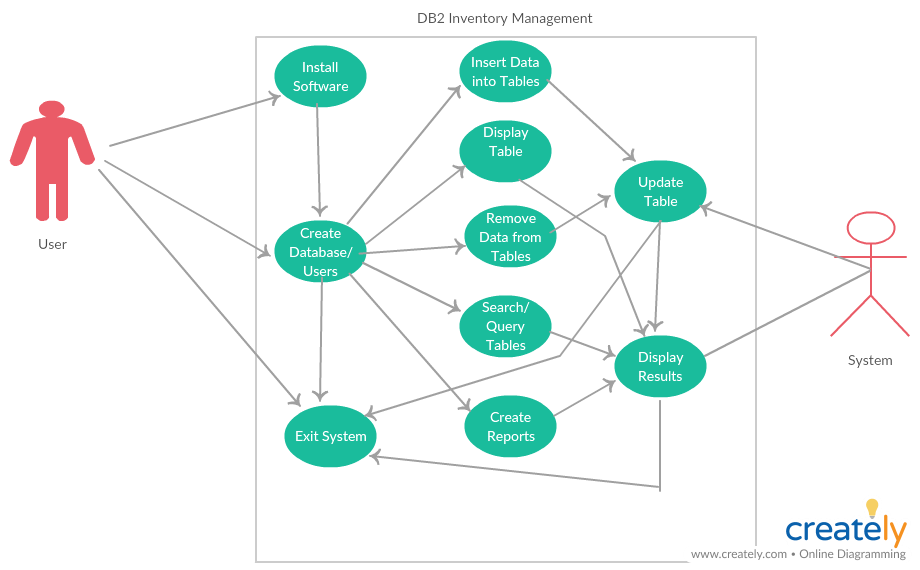 DB2 Inventory Management
Install
Software
Insert Data
into Tables
Display
Table
Update
Table
User
Create
Database/
Users
Remove
Data from
Tables
Search/
Query
Tables
Display
Results
System
Exit System
Create
Reports
creately
www.creately.com • Online Diagramming